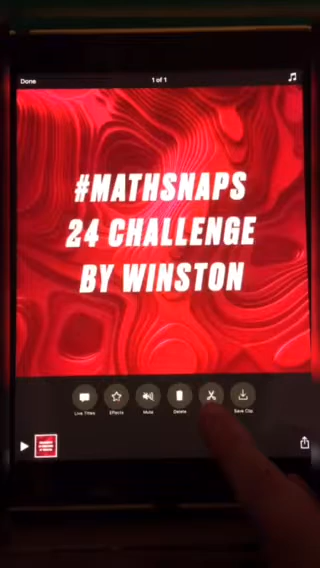 Done
1 of 1
#MATHSNAPS
24 CHALLENGE
BY WINSTON
Live Titles
Effects
Mute
Delete
Save Clip